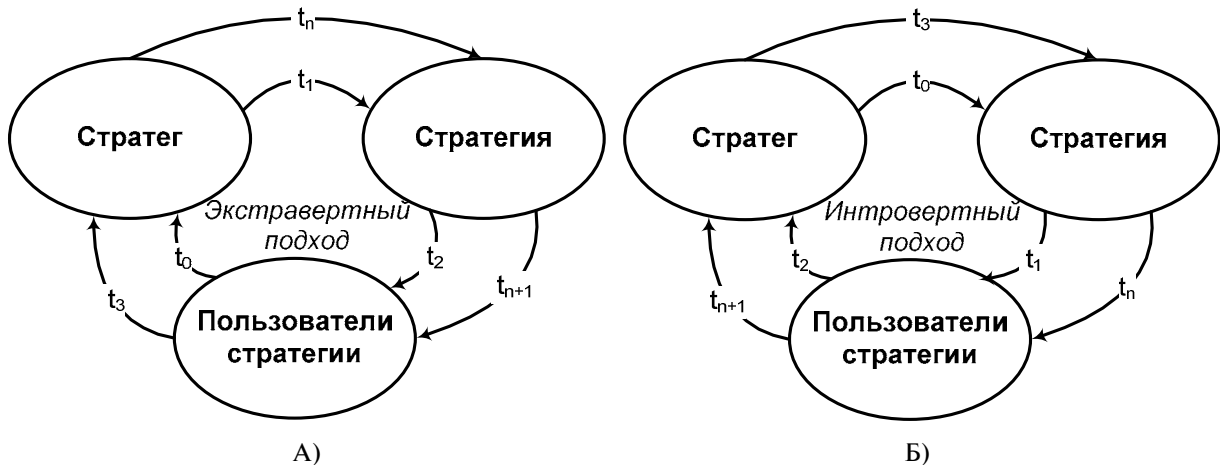 tn
t1
Стратег
Стратегия
Экстравертный
подход
t0
t2
t3
tn+1
Пользователи
стратегии
А)
t3
t0
Стратег
Стратегия
Интровертный
подход
t2
t1
tn+1
tn
Пользователи
стратегии
Б)